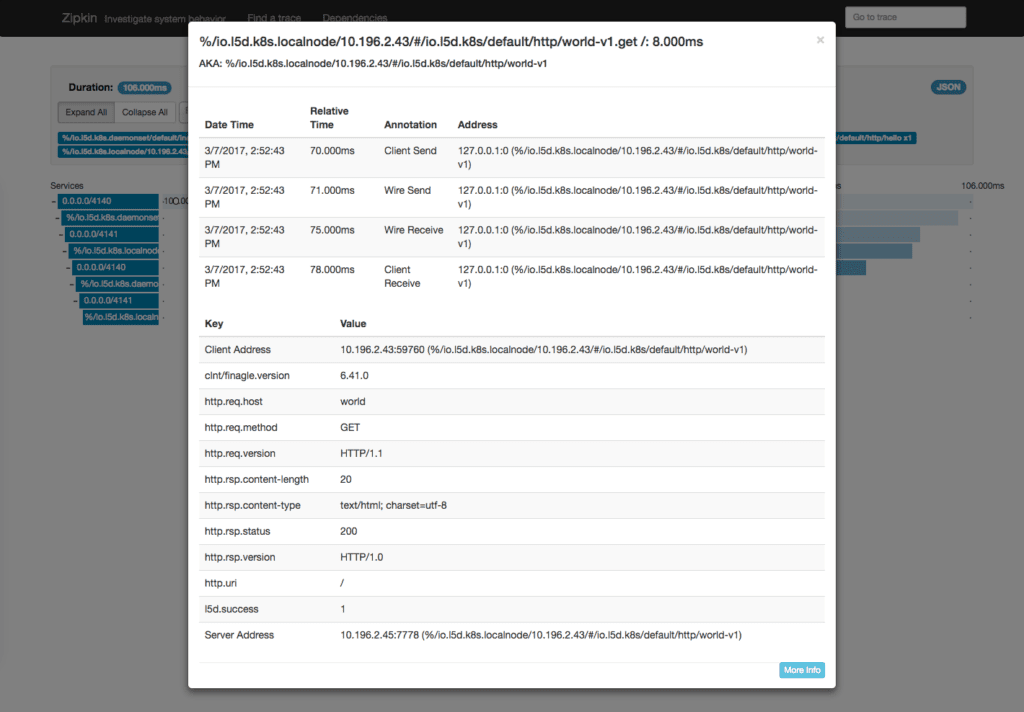 Zipkin Investigate system behavior Find a trace Dependencies Go to trace
%/io.l5d.k8s.localnode/10.196.2.43/#/io.l5d.k8s/default/http/world-v1.get /: 8.000ms ×
AKA: %/io.l5d.k8s.localnode/10.196.2.43/#/io.l5d.k8s/default/http/world-v1
Duration: 106.000ms JSON
Expand All Collapse All
%/io.l5d.k8s.daemonset/default/ /default/http/hello x1
%/io.l5d.k8s.localnode/10.196.2.43
Services 106.000ms
0.0.0.0/4140
%/io.l5d.k8s.daemonset
0.0.0.0/4141
%/io.l5d.k8s.localnod
0.0.0.0/4140
%/io.l5d.k8s.daemo
0.0.0.0/4141
%/io.l5d.k8s.localn
Date Time Relative Time Annotation Address
3/7/2017, 2:52:43 70.000ms Client Send 127.0.0.1:0 (%/io.l5d.k8s.localnode/10.196.2.43/#/io.l5d.k8s/default/http/world-
PM v1)
3/7/2017, 2:52:43 71.000ms Wire Send 127.0.0.1:0 (%/io.l5d.k8s.localnode/10.196.2.43/#/io.l5d.k8s/default/http/world-
PM v1)
3/7/2017, 2:52:43 75.000ms Wire Receive 127.0.0.1:0 (%/io.l5d.k8s.localnode/10.196.2.43/#/io.l5d.k8s/default/http/world-
PM v1)
3/7/2017, 2:52:43 78.000ms Client 127.0.0.1:0 (%/io.l5d.k8s.localnode/10.196.2.43/#/io.l5d.k8s/default/http/world-
PM Receive v1)
Key Value
Client Address 10.196.2.43:59760 (%/io.l5d.k8s.localnode/10.196.2.43/#/io.l5d.k8s/default/http/world-v1)
clnt/finagle.version 6.41.0
http.req.host world
http.req.method GET
http.req.version HTTP/1.1
http.rsp.content-length 20
http.rsp.content-type text/html; charset=utf-8
http.rsp.status 200
http.rsp.version HTTP/1.0
http.uri /
l5d.success 1
Server Address 10.196.2.45:7778 (%/io.l5d.k8s.localnode/10.196.2.43/#/io.l5d.k8s/default/http/world-v1)
More Info